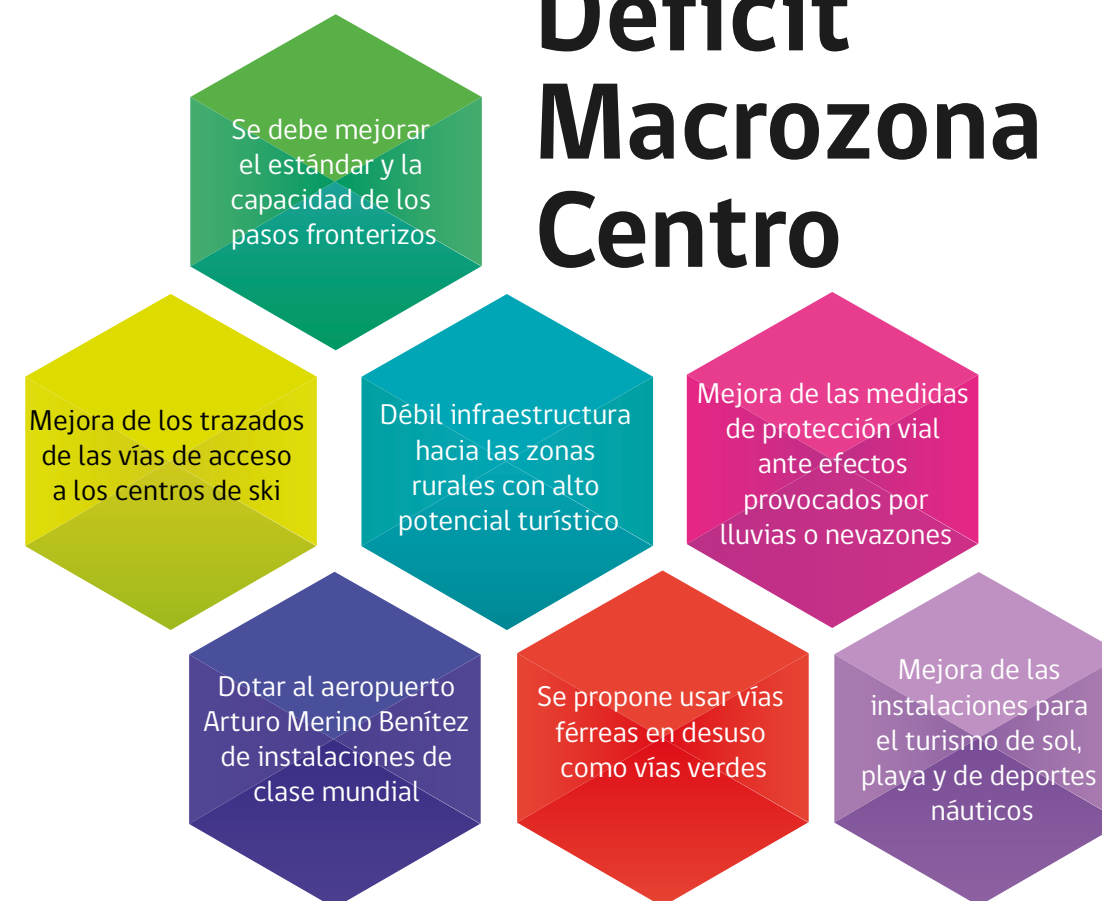 Déficit
Macrozona
Centro
Se debe mejorar
el estándar y la
capacidad de los
pasos fronterizos
Mejora de los trazados
de las vías de acceso
a los centros de ski
Débil infraestructura
hacia las zonas
rurales con alto
potencial turístico
Mejora de las medidas
de protección vial
ante efectos
provocados por
lluvias o nevazones
Dotar al aeropuerto
Arturo Merino Benítez
de instalaciones de
clase mundial
Se propone usar vías
férreas en desuso
como vías verdes
Mejora de las
instalaciones para
el turismo de sol,
playa y de deportes
náuticos